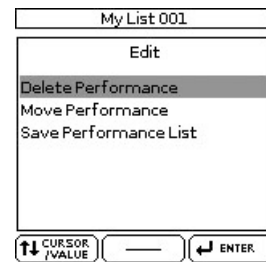 My List 001
Edit
Delete Performance
Move Performance
Save Performance List
CURSOR
/VALUE
ENTER